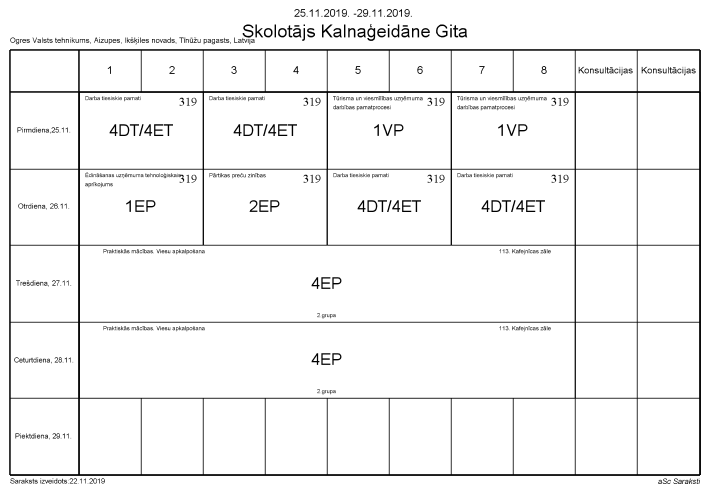 25.11.2019. -29.11.2019.
Skolotājs Kalnaģeidāne Gita
Ogres Valsts tehnikums, Aizupes, Ikšķiles novads, Tīnūžu pagasts, Latvija
1 2 3 4 5 6 7 8 Konsultācijas Konsultācijas
Pirmdiena,25.11.
Darba tiesiskie pamati 319
4DT/4ET
Darba tiesiskie pamati 319
4DT/4ET
Tūrisma un viesmīlības uzņēmuma 319
darbības pamatprocesi
1VP
Tūrisma un viesmīlības uzņēmuma 319
darbības pamatprocesi
1VP
Otrdiena, 26.11.
Ēdināšanas uzņēmuma tehnoloģiskais 319
aprīkojums
1EP
Pārtikas preču zinības 319
2EP
Darba tiesiskie pamati 319
4DT/4ET
Darba tiesiskie pamati 319
4DT/4ET
Trešdiena, 27.11.
Praktiskās mācības. Viesu apkalpošana 113. Kafejnīcas zāle
4EP
2.grupa
Ceturtdiena, 28.11.
Praktiskās mācības. Viesu apkalpošana 113. Kafejnīcas zāle
4EP
2.grupa
Piektdiena, 29.11.
Saraksts izveidots:22.11.2019 aSc Saraksti